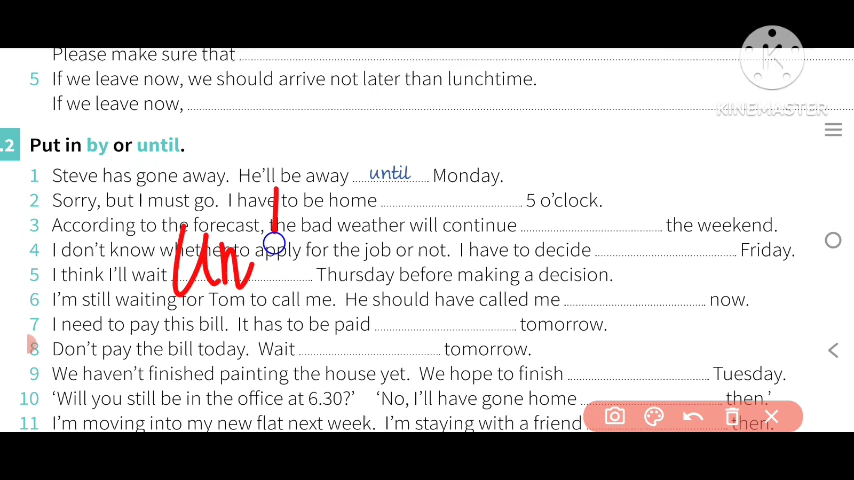 Please make sure that
5 If we leave now, we should arrive not later than lunchtime.
If we leave now,
KINEMASTER
.2 Put in by or until.
1 Steve has gone away. He'll be away until Monday.
2 Sorry, but I must go. I have to be home 5 o'clock.
3 According to the forecast, the bad weather will continue the weekend.
4 I don't know whether to apply for the job or not. I have to decide Friday.
5 I think I'll wait Thursday before making a decision.
Un
6 I'm still waiting for Tom to call me. He should have called me now.
7 I need to pay this bill. It has to be paid tomorrow.
8 Don't pay the bill today. Wait tomorrow.
9 We haven't finished painting the house yet. We hope to finish Tuesday.
10 ‘Will you still be in the office at 6.30?’ ‘No, I'll have gone home then.’
11 I'm moving into my new flat next week. I'm staying with a friend then.